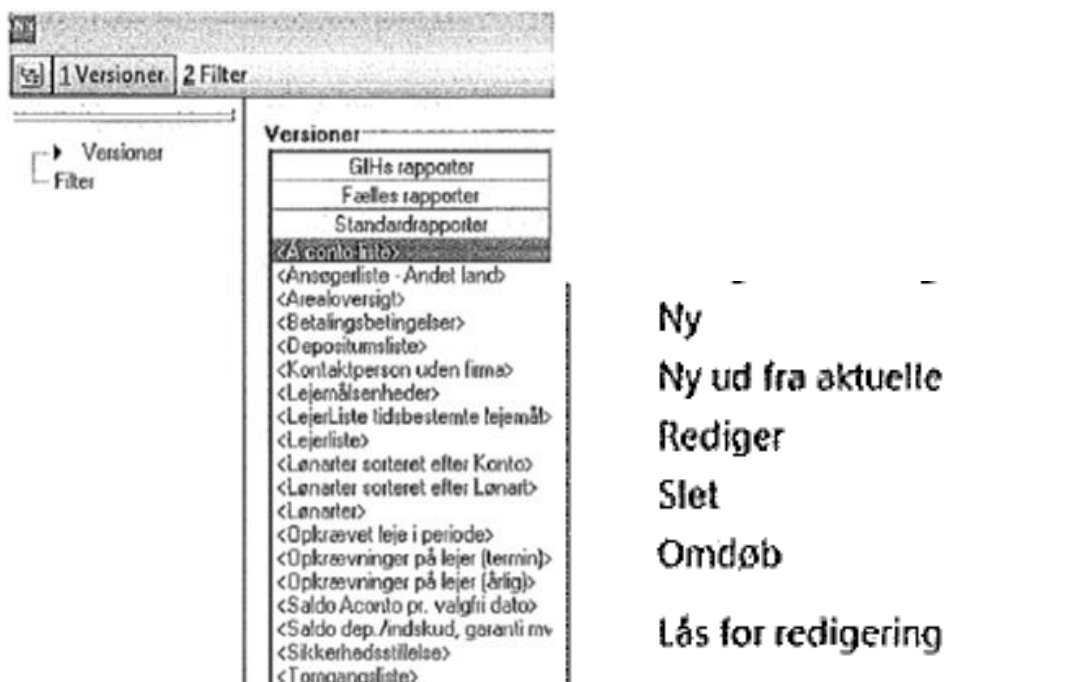 1 Versioner 2 Filter
Versioner
Filter
Versioner
GIHs rapporter
Fælles rapporter
Standardrapporter
<A conto-liste>
<Ansøgerliste - Andet land>
<Arealoversigt>
<Betalingsbetingelser>
<Depositumsliste>
<Kontaktperson uden firma>
<Lejemålsenheder>
<LejerListe tidsbestemte lejemål>
<Lejerliste>
<Lønarter sorteret efter Konto>
<Lønarter sorteret efter Lønart>
<Lønarter>
<Opkrævet leje i periode>
<Opkrævninger på lejer (termin)>
<Opkrævninger på lejer (årlig)>
<Saldo Aconto pr. valgfri dato>
<Saldo dep./indskud, garanti mv
<Sikkerhedsstillelse>
<Tomgangsliste>
Ny
Ny ud fra aktuelle
Rediger
Slet
Omdøb
Lås for redigering